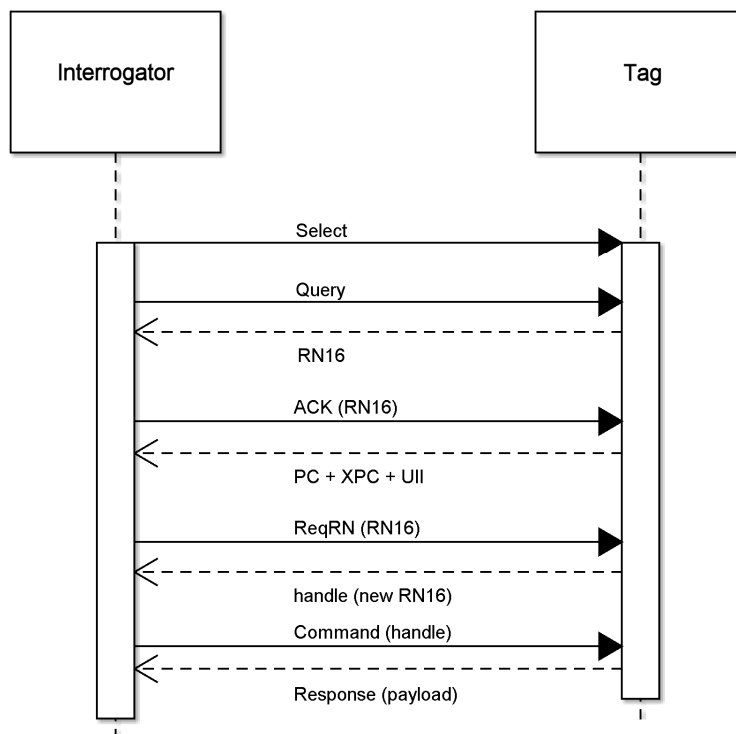 Interrogator
Tag
Select
Query
RN16
ACK (RN16)
PC + XPC + UII
ReqRN (RN16)
handle (new RN16)
Command (handle)
Response (payload)